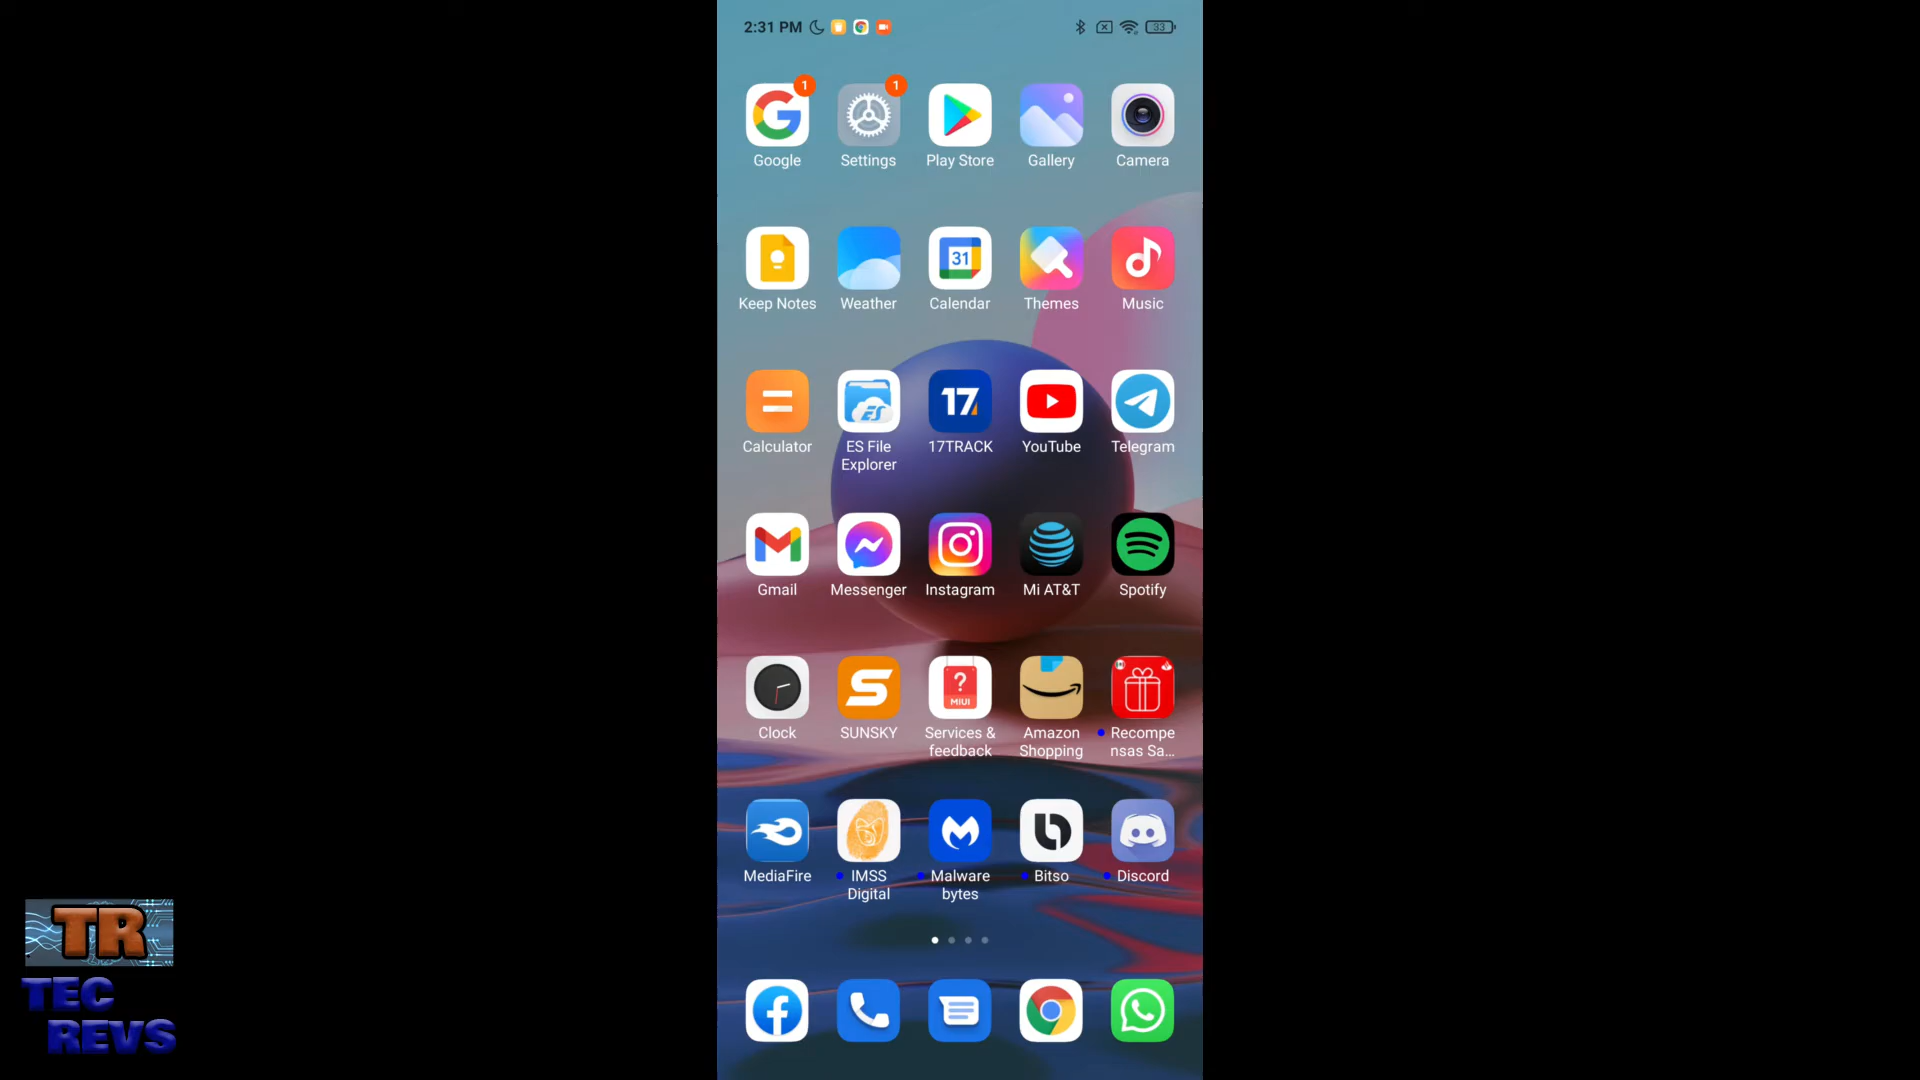 2:31 PM
33
1
1
Google
Settings
Play Store
Gallery
Camera
31
Keep Notes
Weather
Calendar
Themes
Music
ES
17
Calculator
ES File
Explorer
17TRACK
YouTube
Telegram
Gmail
Messenger
Instagram
Mi AT&T
Spotify
S
?
MIUI
Clock
SUNSKY
Services &
feedback
Amazon
Shopping
Recompe
nsas Sa...
MediaFire
IMSS
Digital
Malware
bytes
Bitso
Discord
TR
TEC
REVS